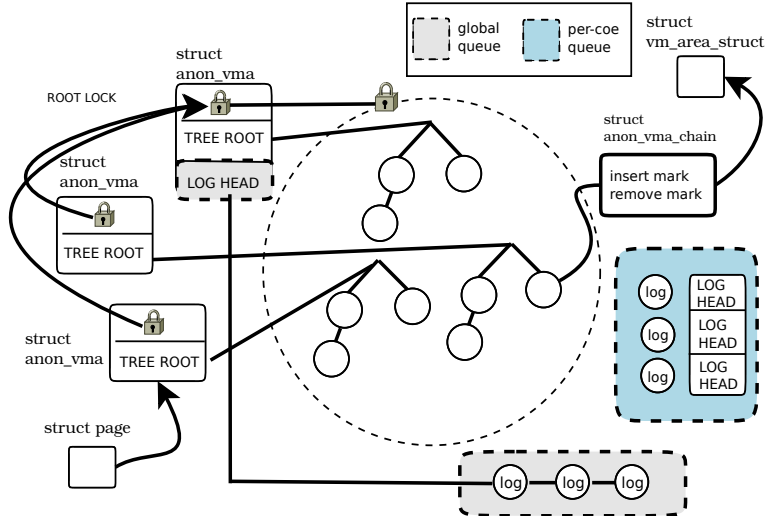 struct
anon_vma
global
queue
per-coe
queue
struct
vm_area_struct
ROOT LOCK
TREE ROOT
LOG HEAD
struct
anon_vma_chain
insert mark
remove mark
struct
anon_vma
TREE ROOT
struct
anon_vma
TREE ROOT
log
LOG
HEAD
log
LOG
HEAD
log
LOG
HEAD
struct page
log
log
log